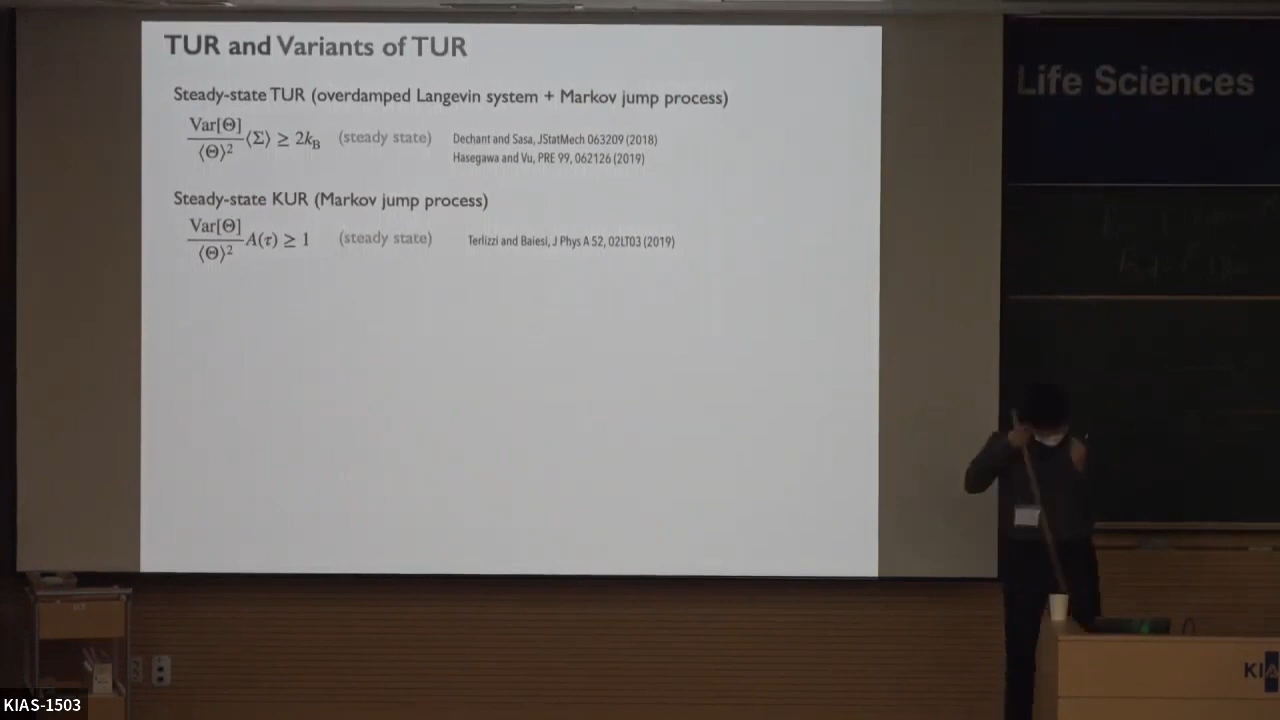 TUR and Variants of TUR
Life Sciences
Steady-state TUR (overdamped Langevin system + Markov jump process)
Var[Θ]/⟨Θ⟩² ⟨Σ⟩ ≥ 2k_B (steady state) Dechant and Sasa, JStatMech 063209 (2018)
Hasegawa and Vu, PRE 99, 062126 (2019)
Steady-state KUR (Markov jump process)
Var[Θ]/⟨Θ⟩² A(τ) ≥ 1 (steady state) Terlizzi and Baiesi, J Phys A 52, 02LT03 (2019)
KIAS-1503